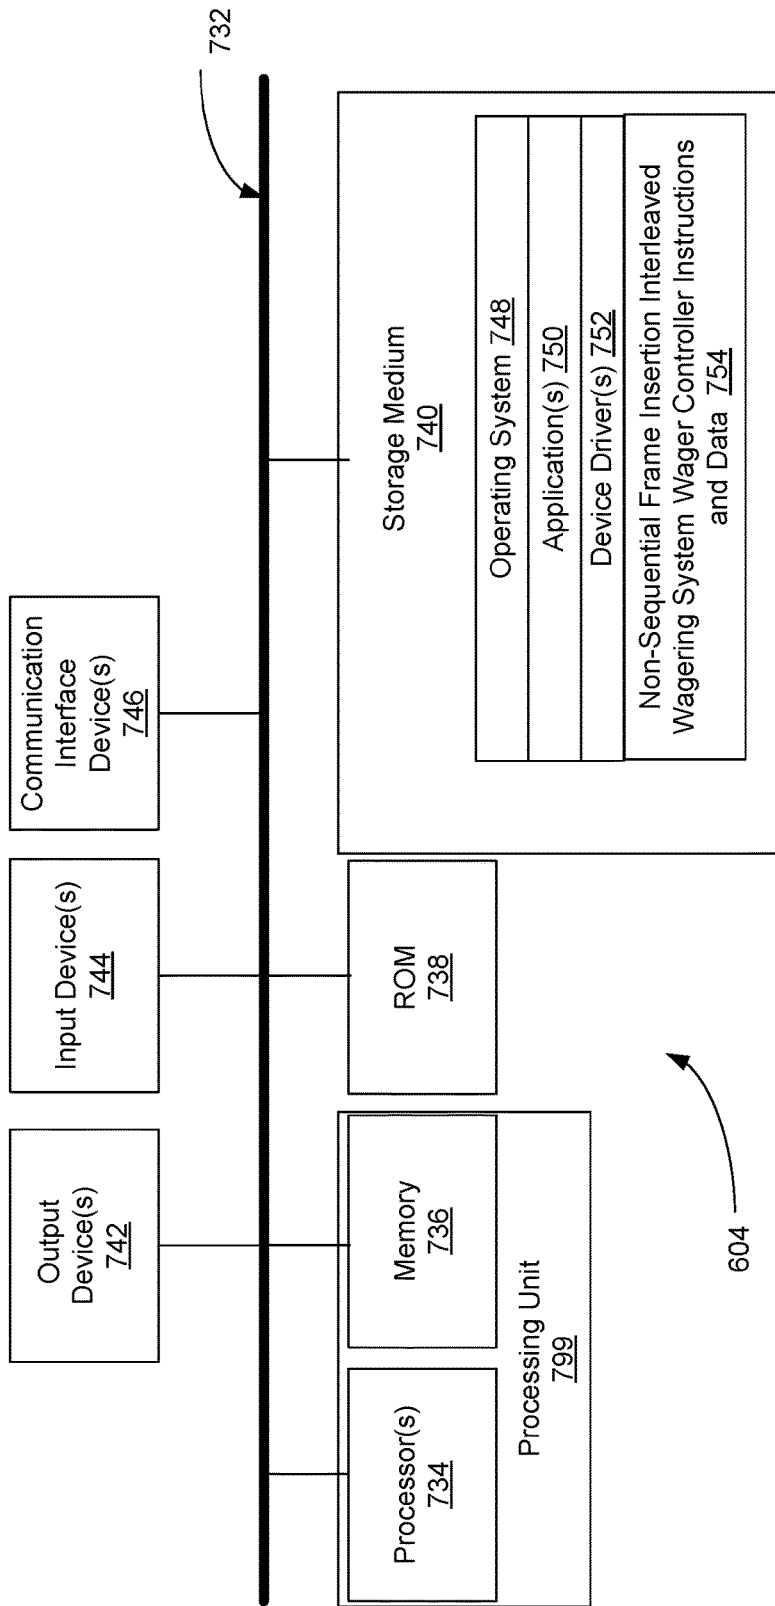 732
Output
Device(s)
742
Input Device(s)
744
Communication
Interface
Device(s)
746
Processor(s)
734
Memory
736
Processing Unit
799
ROM
738
Storage Medium
740
Operating System 748
Application(s) 750
Device Driver(s) 752
Non-Sequential Frame Insertion Interleaved
Wagering System Wager Controller Instructions
and Data 754
604